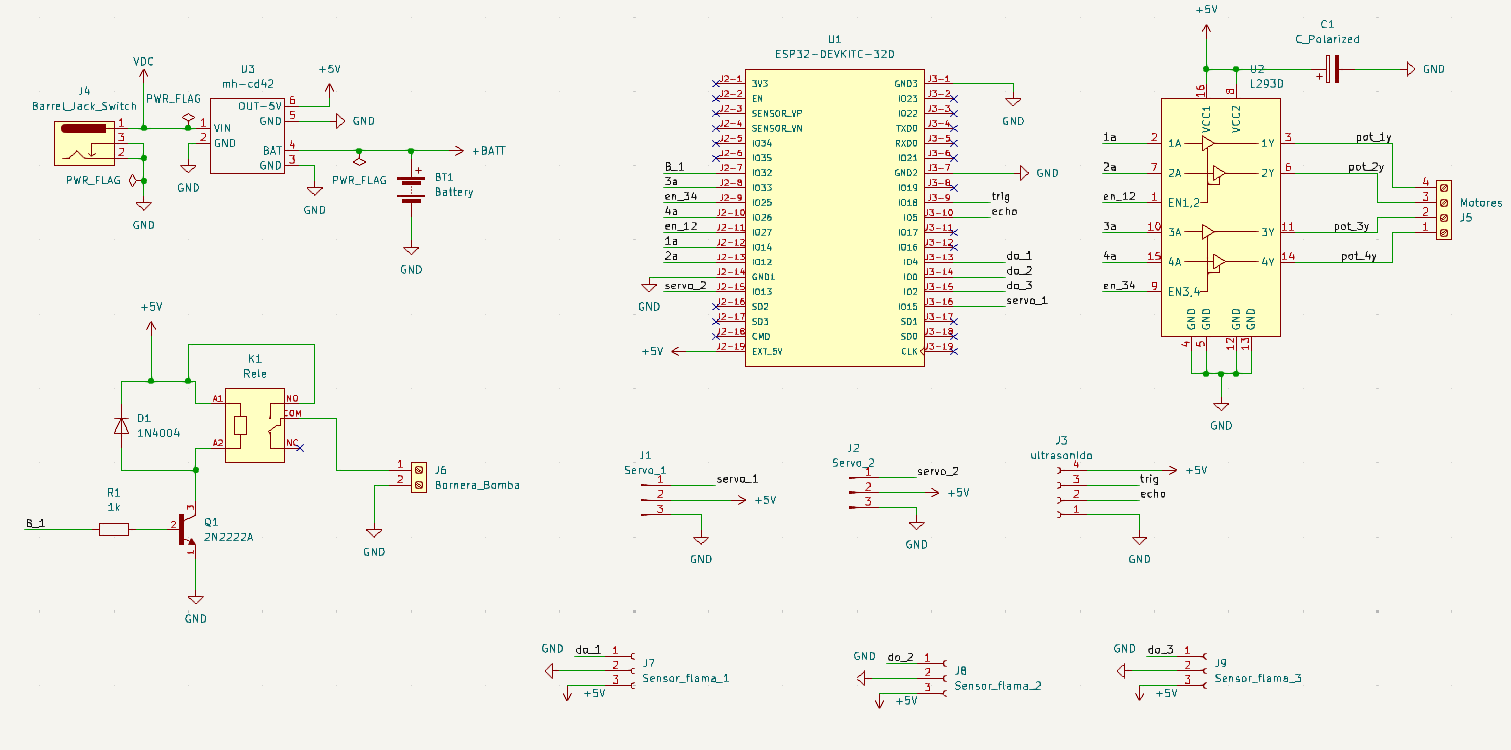 VDC
J4
Barrel_Jack_Switch
PWR_FLAG
1
3
2
PWR_FLAG
GND
U3
mh-cd42
1 VIN
2 GND
OUT-5V 6
GND 5
BAT 4
GND 3
+5V
GND
GND
GND
PWR_FLAG
+BATT
+
BT1
Battery
GND
U1
ESP32-DEVKITC-32D
J2-1 3V3
J2-2 EN
J2-3 SENSOR_VP
J2-4 SENSOR_VN
J2-5 IO34
J2-6 IO35
B_1 J2-7 IO32
3a J2-8 IO33
en_34 J2-9 IO25
4a J2-10 IO26
en_12 J2-11 IO27
1a J2-12 IO14
2a J2-13 IO12
J2-14 GND1
GND
servo_2 J2-15 IO13
J2-16 SD2
J2-17 SD3
J2-18 CMD
+5V J2-19 EXT_5V
GND3 J3-1
GND
IO23 J3-2
IO22 J3-3
TXD0 J3-4
RXD0 J3-5
IO21 J3-6
GND2 J3-7 GND
IO19 J3-8
IO18 J3-9 trig
IO5 J3-10 echo
IO17 J3-11
IO16 J3-12
IO4 J3-13 do_1
IO0 J3-14 do_2
IO2 J3-15 do_3
IO15 J3-16 servo_1
SD1 J3-17
SD0 J3-18
CLK J3-19
+5V
C1
C_Polarized
+
GND
U2
L293D
16 VCC1
8 VCC2
1a 2 1A
2a 7 2A
en_12 1 EN1,2
3a 10 3A
4a 15 4A
en_34 9 EN3,4
1Y 3 pot_1y
2Y 6 pot_2y
3Y 11 pot_3y
4Y 14 pot_4y
GND 4
GND 5
GND 12
GND 13
GND
4
3
2
1
Motores
J5
+5V
K1
Rele
A1
A2
NO
COM
NC
D1
1N4004
R1
1k
B_1
2
3
1
Q1
2N2222A
GND
1
2
J6
Bornera_Bomba
GND
J1
Servo_1
1 servo_1
2 +5V
3
GND
J2
Servo_2
1 servo_2
2 +5V
3
GND
J3
ultrasonido
4 +5V
3 trig
2 echo
1
GND
GND do_1 1
2
3
+5V
J7
Sensor_flama_1
GND do_2 1
2
3
+5V
J8
Sensor_flama_2
GND do_3 1
2
3
+5V
J9
Sensor_flama_3